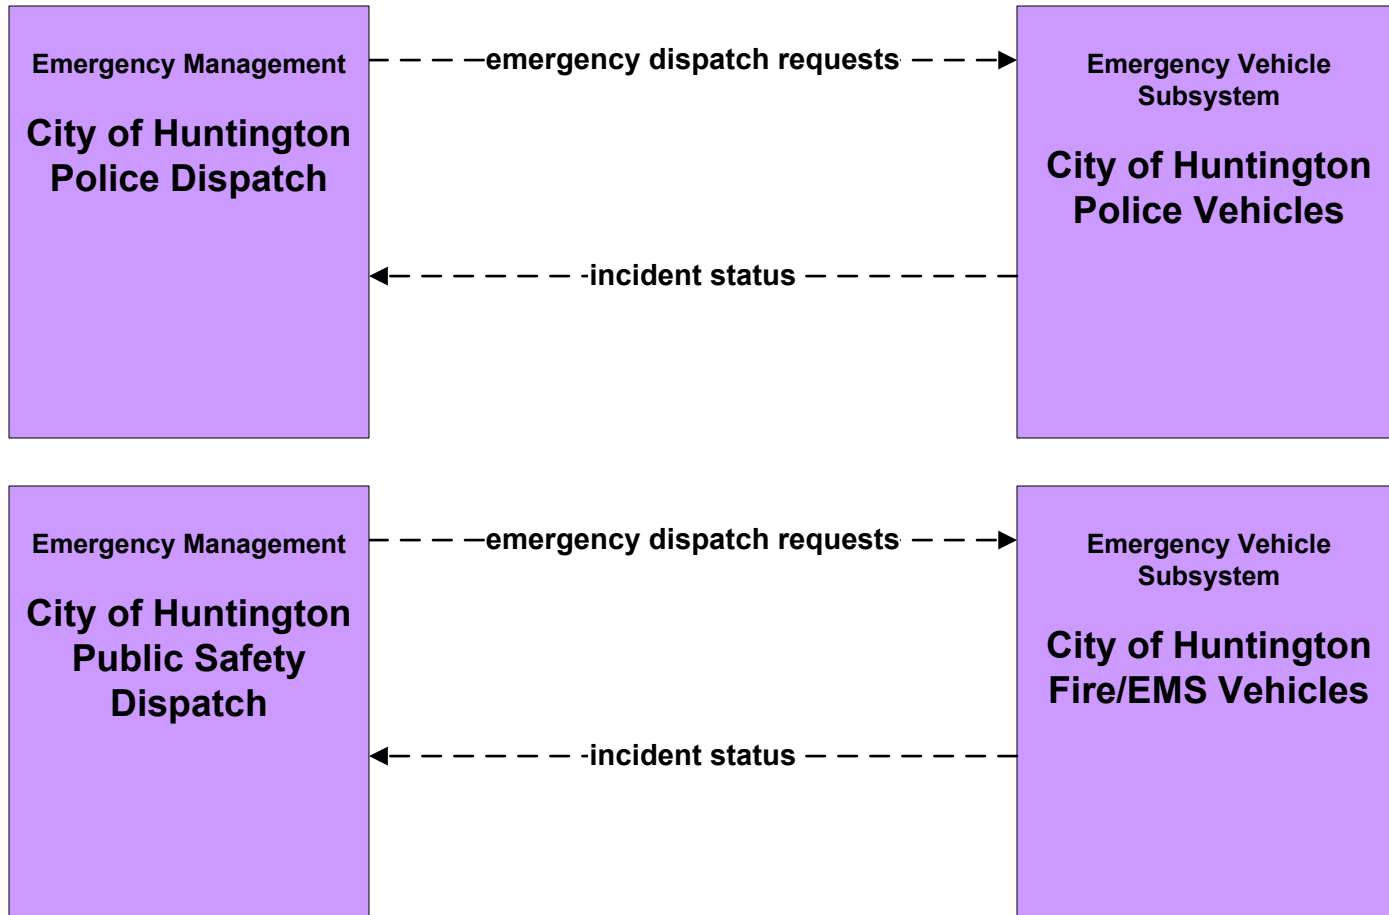 Emergency Management
City of Huntington
Police Dispatch
emergency dispatch requests
incident status
Emergency Vehicle
Subsystem
City of Huntington
Police Vehicles
Emergency Management
City of Huntington
Public Safety
Dispatch
emergency dispatch requests
incident status
Emergency Vehicle
Subsystem
City of Huntington
Fire/EMS Vehicles